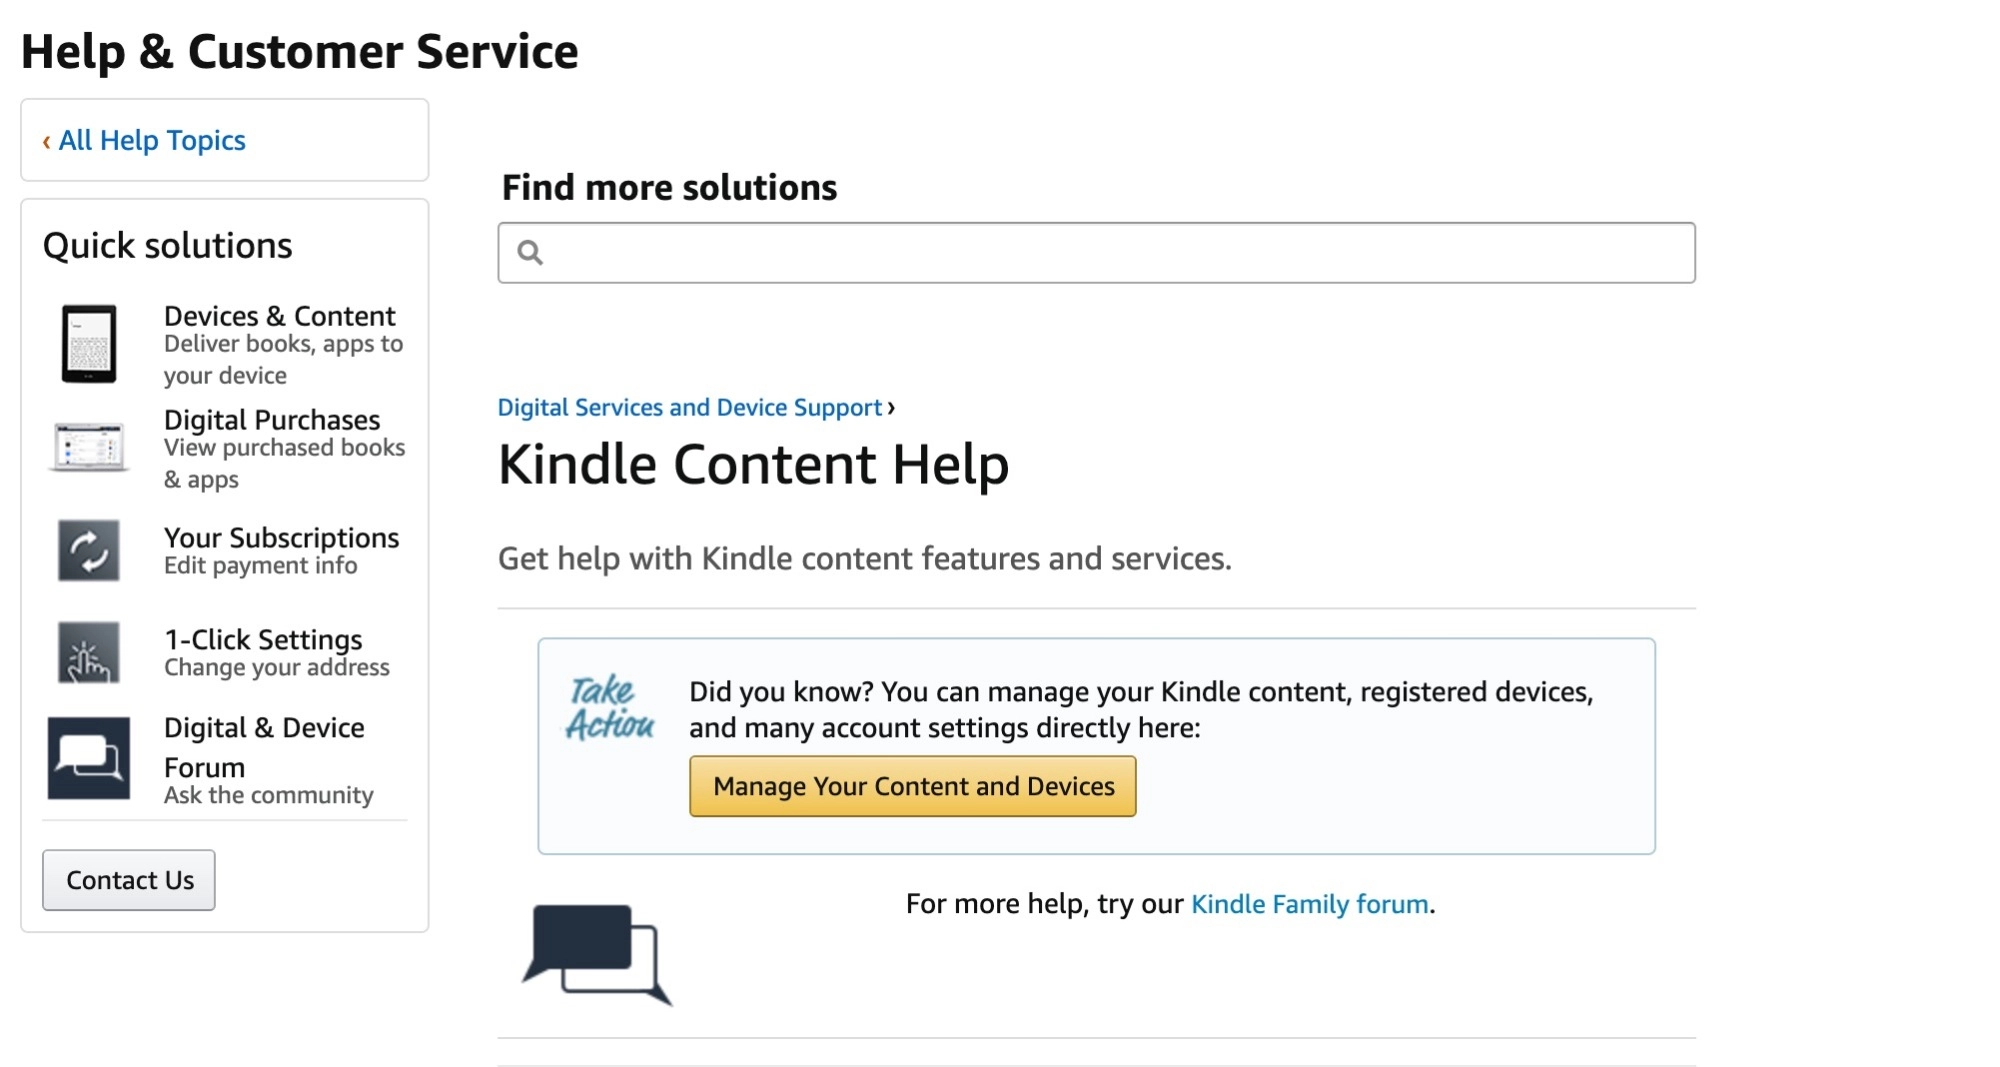 Help & Customer Service
‹ All Help Topics
Quick solutions
Devices & Content
Deliver books, apps to
your device
Digital Purchases
View purchased books
& apps
Your Subscriptions
Edit payment info
1-Click Settings
Change your address
Digital & Device
Forum
Ask the community
Contact Us
Find more solutions
Digital Services and Device Support ›
Kindle Content Help
Get help with Kindle content features and services.
Take
Action
Did you know? You can manage your Kindle content, registered devices,
and many account settings directly here:
Manage Your Content and Devices
For more help, try our Kindle Family forum.